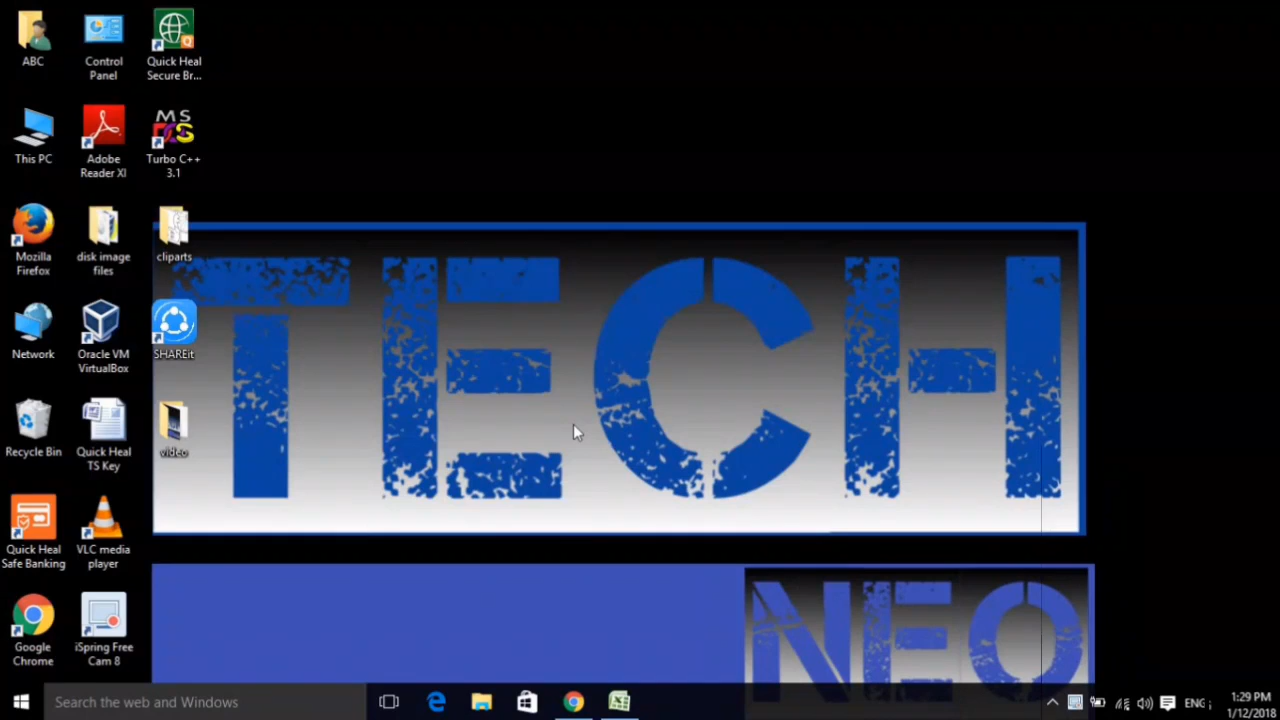 ABC
Control
Panel
Quick Heal
Secure Br...
This PC
Adobe
Reader XI
MS
DOS
Turbo C++
3.1
Mozilla
Firefox
disk image
files
cliparts
TECH
Network
Oracle VM
VirtualBox
SHAREit
Recycle Bin
Quick Heal
TS Key
video
Quick Heal
Safe Banking
VLC media
player
NEO
Google
Chrome
iSpring Free
Cam 8
Search the web and Windows
ENG
1:29 PM
1/12/2018